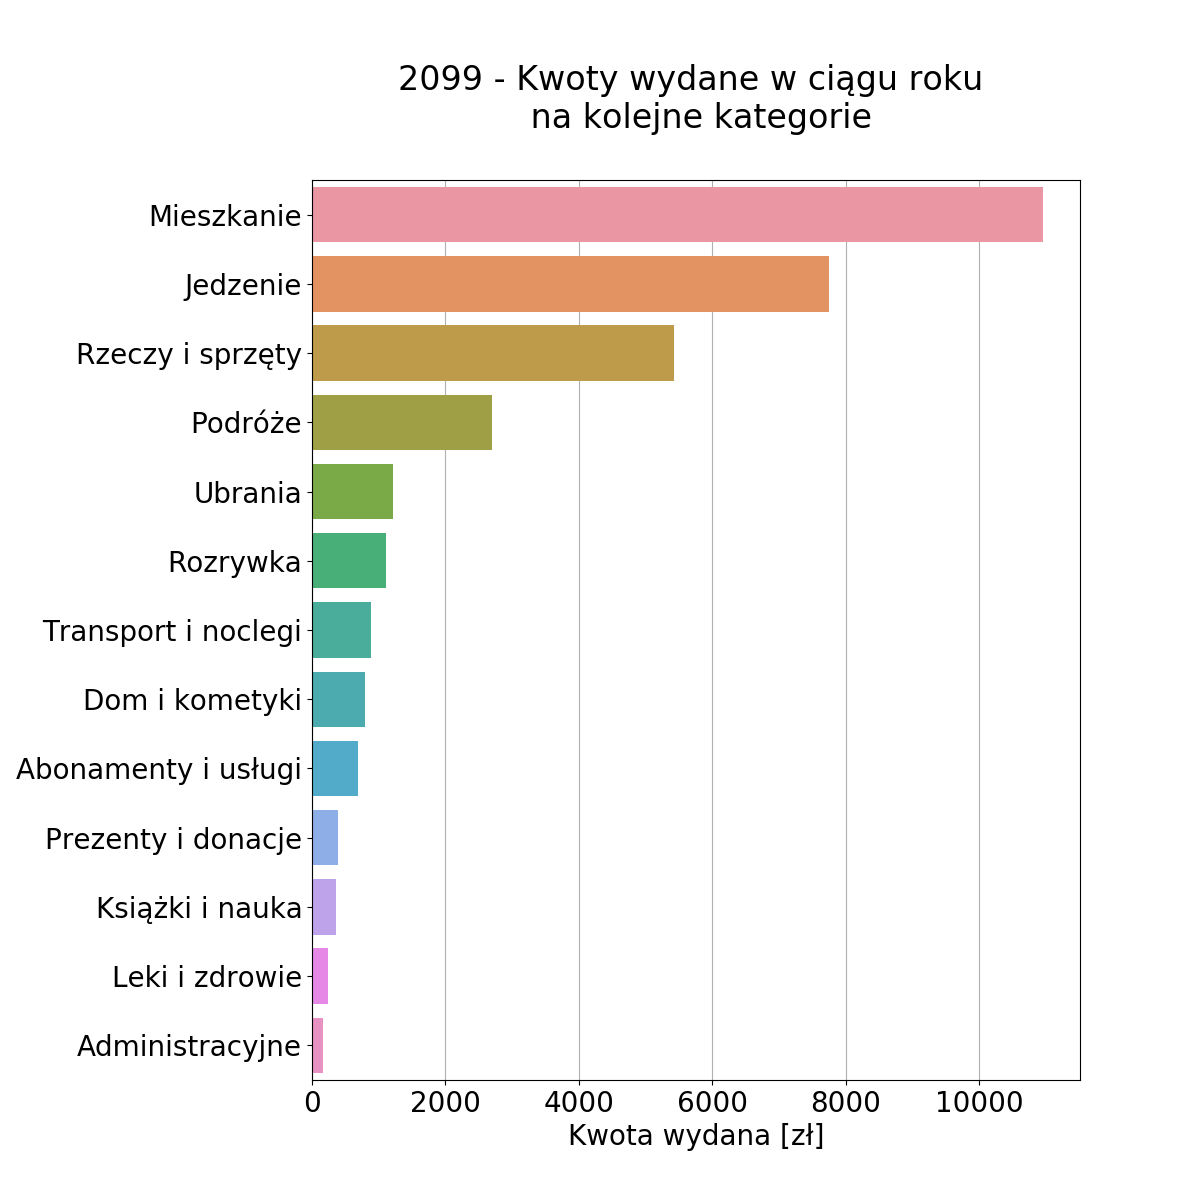 2099 - Kwoty wydane w ciągu roku
na kolejne kategorie
Mieszkanie
Jedzenie
Rzeczy i sprzęty
Podróże
Ubrania
Rozrywka
Transport i noclegi
Dom i kometyki
Abonamenty i usługi
Prezenty i donacje
Książki i nauka
Leki i zdrowie
Administracyjne
0 2000 4000 6000 8000 10000
Kwota wydana [zł]